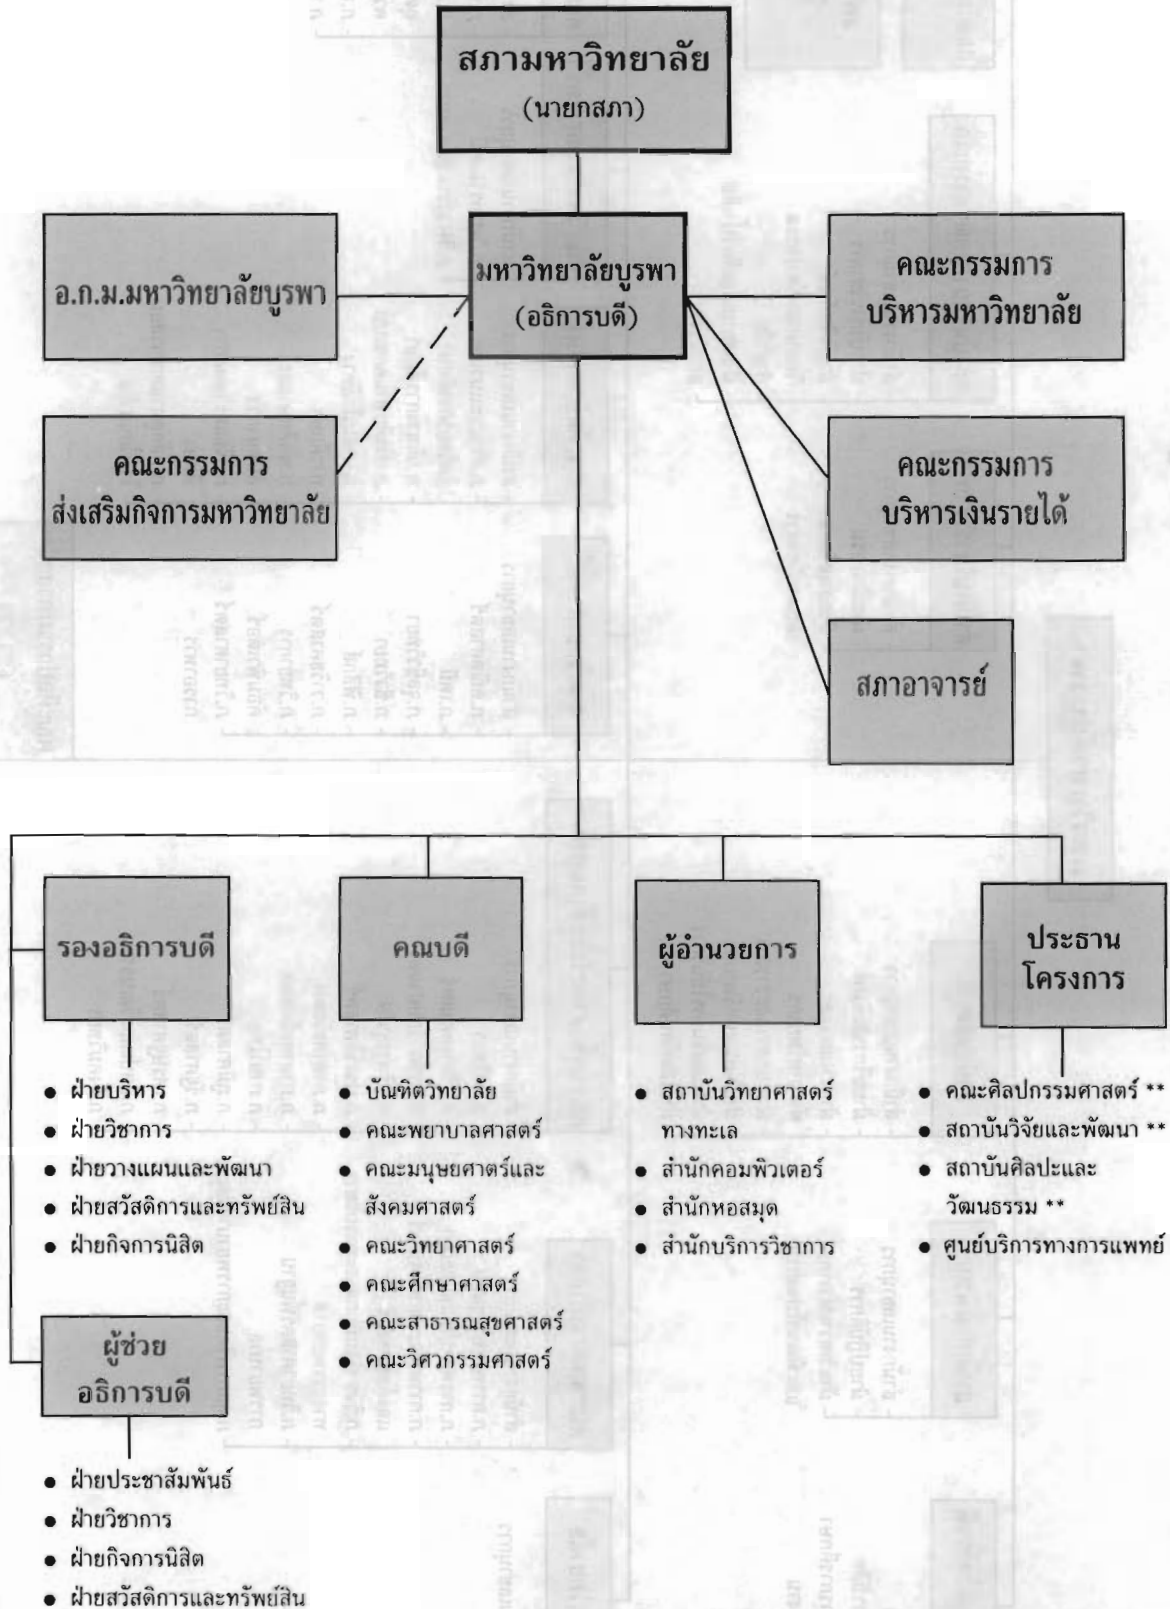 สภามหาวิทยาลัย
(นายกสภา)
อ.ก.ม.มหาวิทยาลัยบูรพา
มหาวิทยาลัยบูรพา
(อธิการบดี)
คณะกรรมการ
บริหารมหาวิทยาลัย
คณะกรรมการ
ส่งเสริมกิจการมหาวิทยาลัย
คณะกรรมการ
บริหารเงินรายได้
สภาอาจารย์
รองอธิการบดี
● ฝ่ายบริหาร
● ฝ่ายวิชาการ
● ฝ่ายวางแผนและพัฒนา
● ฝ่ายสวัสดิการและทรัพย์สิน
● ฝ่ายกิจการนิสิต
ผู้ช่วย
อธิการบดี
● ฝ่ายประชาสัมพันธ์
● ฝ่ายวิชาการ
● ฝ่ายกิจการนิสิต
● ฝ่ายสวัสดิการและทรัพย์สิน
คณบดี
● บัณฑิตวิทยาลัย
● คณะพยาบาลศาสตร์
● คณะมนุษยศาตร์และ
สังคมศาสตร์
● คณะวิทยาศาสตร์
● คณะศึกษาศาสตร์
● คณะสาธารณสุขศาสตร์
● คณะวิศวกรรมศาสตร์
ผู้อำนวยการ
● สถาบันวิทยาศาสตร์
ทางทะเล
● สำนักคอมพิวเตอร์
● สำนักหอสมุด
● สำนักบริการวิชาการ
ประธาน
โครงการ
● คณะศิลปกรรมศาสตร์ **
● สถาบันวิจัยและพัฒนา **
● สถาบันศิลปะและ
วัฒนธรรม **
● ศูนย์บริการทางการแพทย์